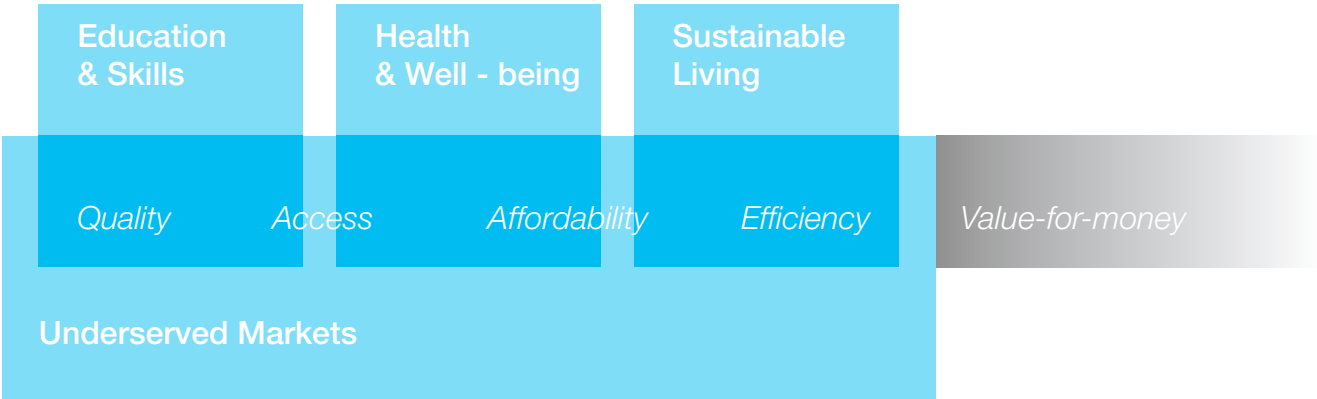 Education
& Skills
Health
& Well - being
Sustainable
Living
Quality
Access
Affordability
Efficiency
Value-for-money
Underserved Markets